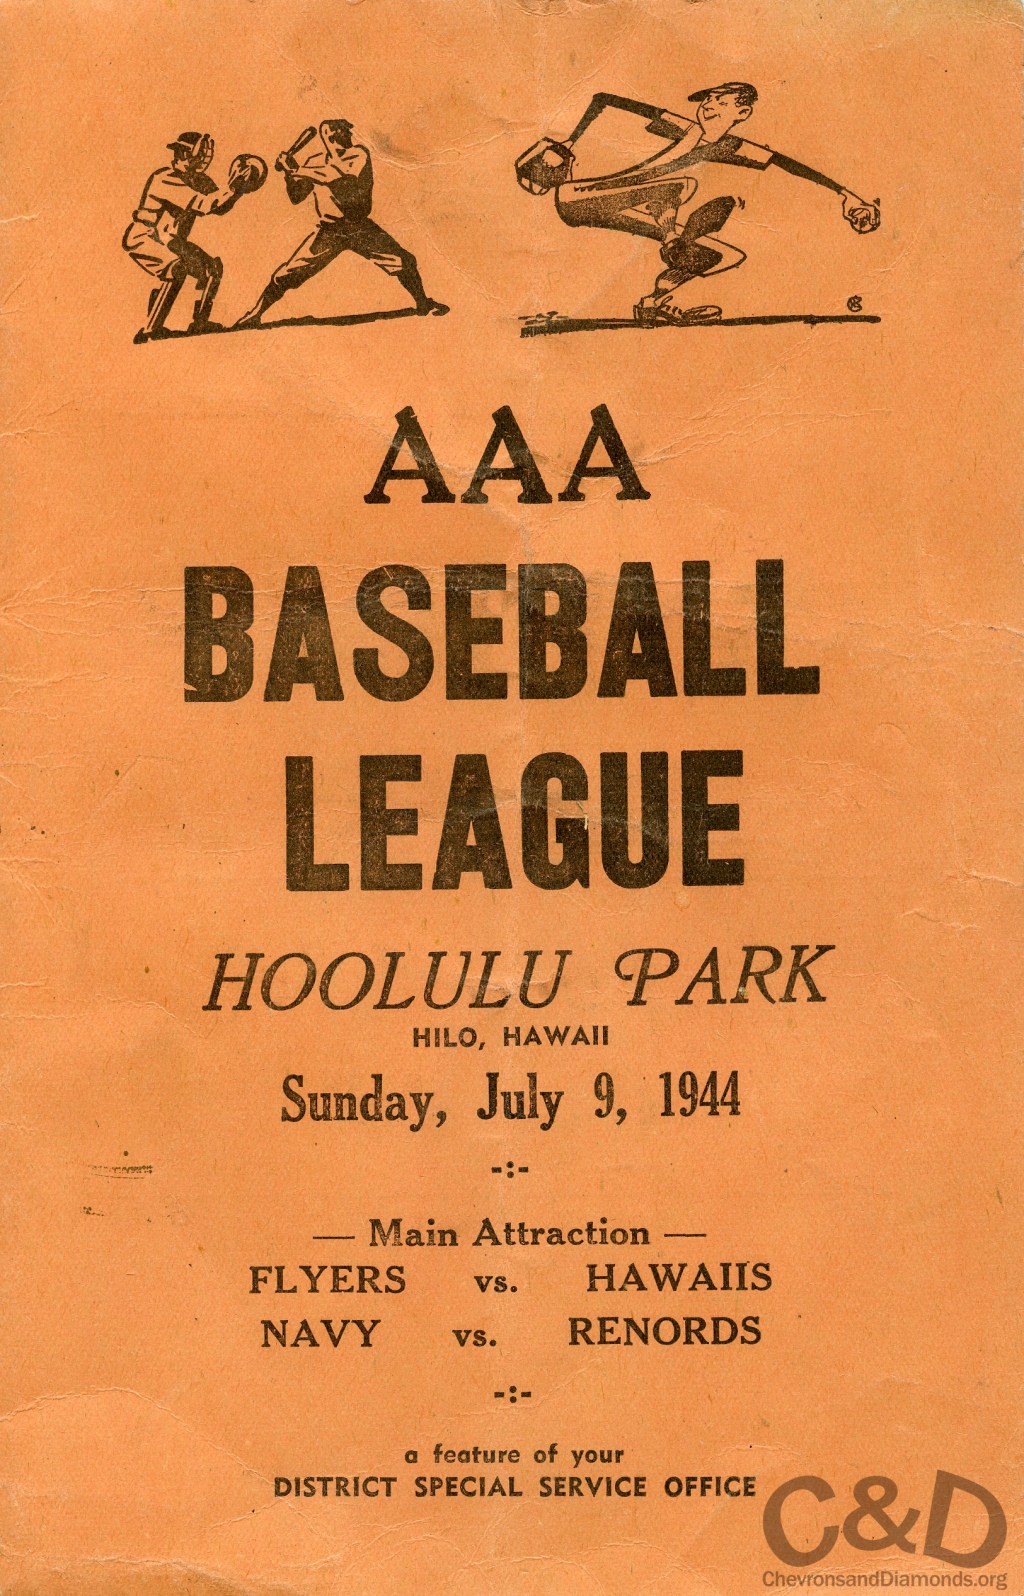 AAA
BASEBALL
LEAGUE
HOOLULU PARK
HILO, HAWAII
Sunday, July 9, 1944
-:-
— Main Attraction —
FLYERS vs. HAWAIIS
NAVY vs. RENORDS
-:-
a feature of your
DISTRICT SPECIAL SERVICE OFFICE
C&D
ChevronsandDiamonds.org